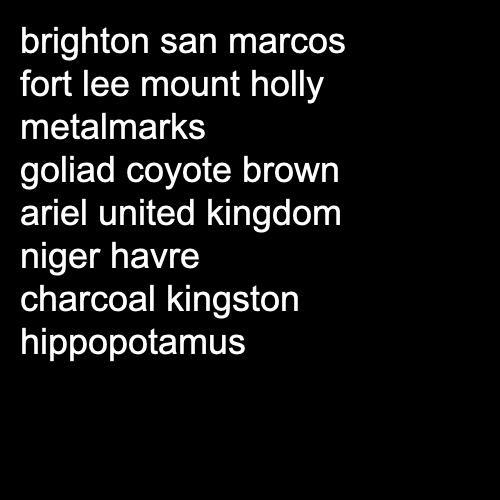 brighton san marcos
fort lee mount holly
metalmarks
goliad coyote brown
ariel united kingdom
niger havre
charcoal kingston
hippopotamus